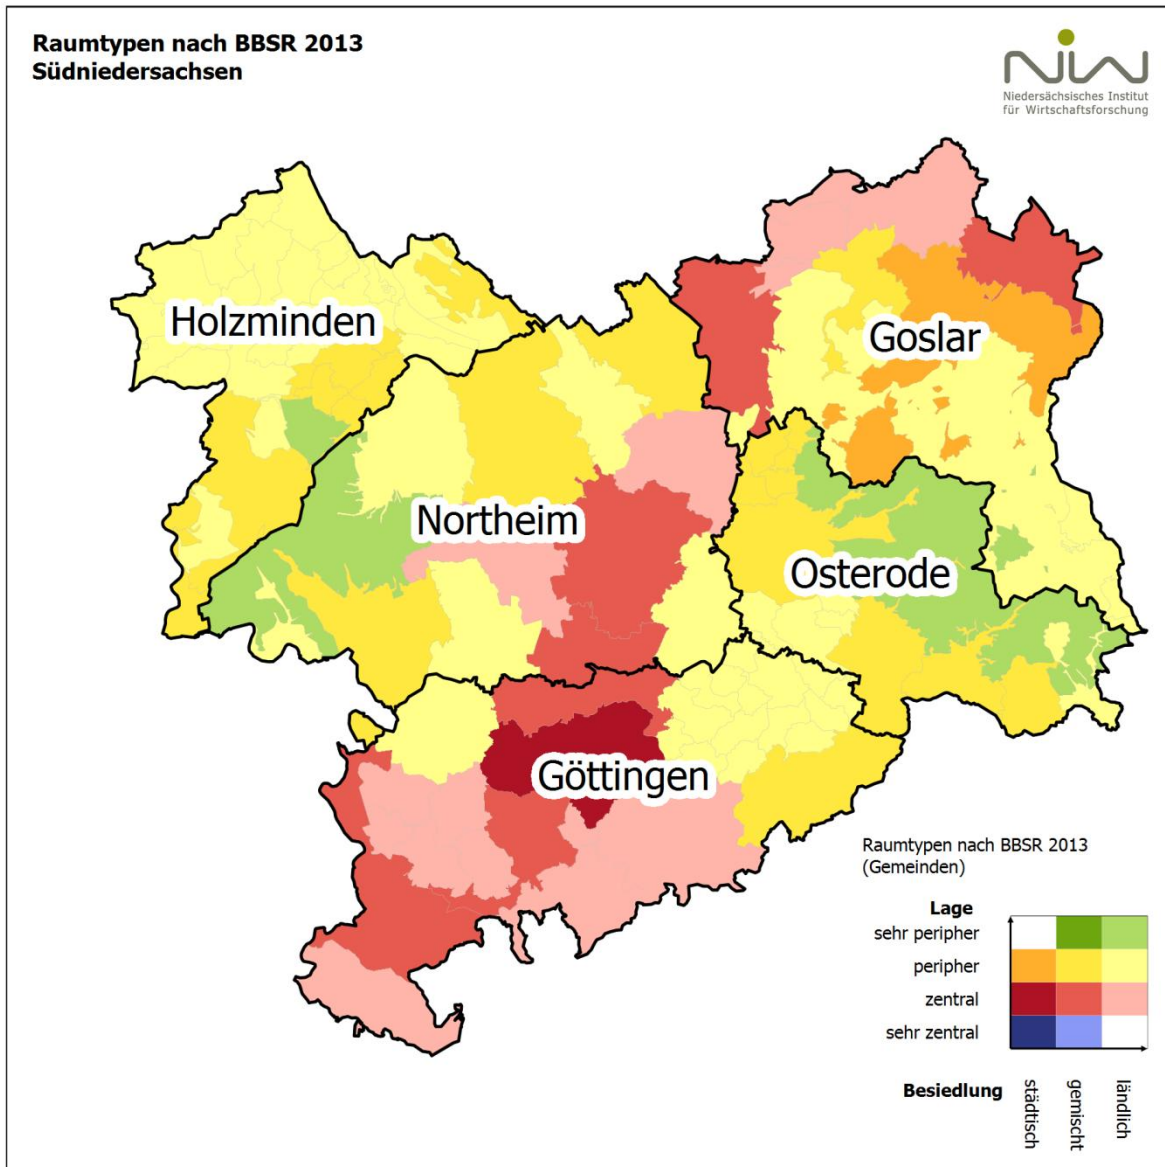 Raumtypen nach BBSR 2013
Südniedersachsen
NIW
Niedersächsisches Institut
für Wirtschaftsforschung
Holzminden
Goslar
Northeim
Osterode
Göttingen
Raumtypen nach BBSR 2013
(Gemeinden)
Lage
sehr peripher
peripher
zentral
sehr zentral
Besiedlung
städtisch
gemischt
ländlich